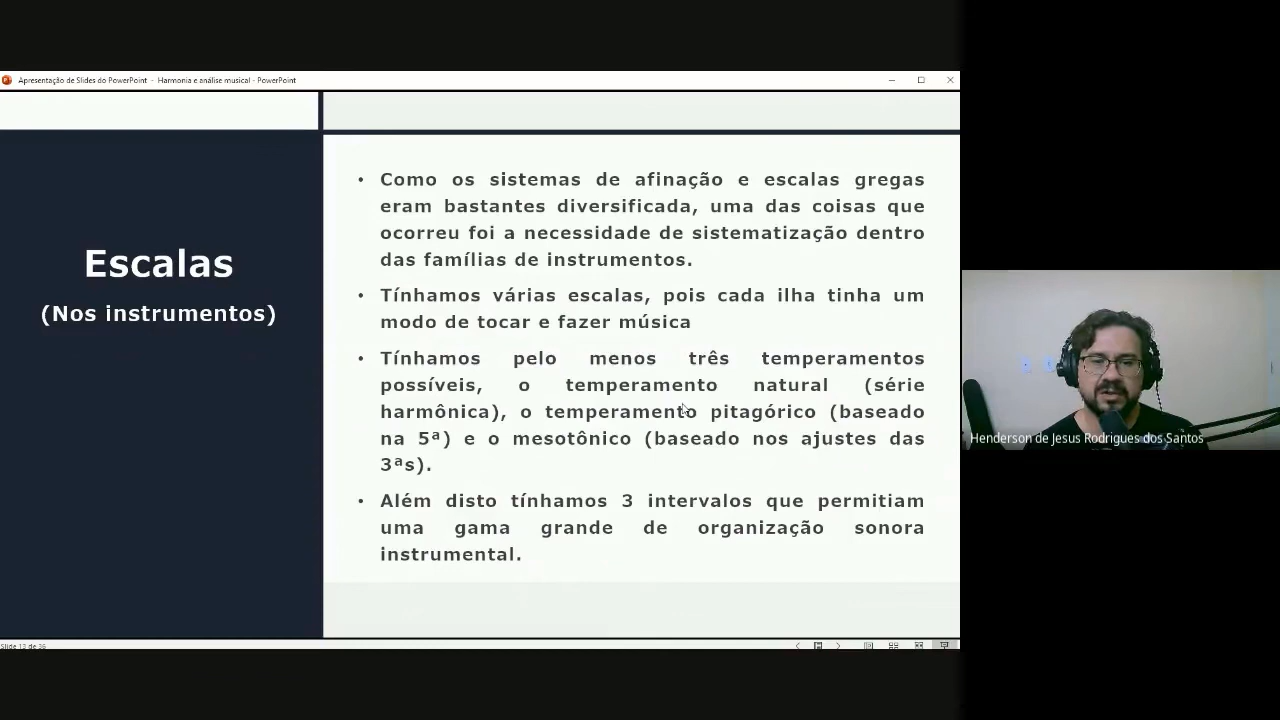 Apresentação de Slides do PowerPoint - Harmonia e análise musical - PowerPoint
Escalas
(Nos instrumentos)
• Como os sistemas de afinação e escalas gregas
eram bastantes diversificada, uma das coisas que
ocorreu foi a necessidade de sistematização dentro
das famílias de instrumentos.
• Tínhamos várias escalas, pois cada ilha tinha um
modo de tocar e fazer música
• Tínhamos pelo menos três temperamentos
possíveis, o temperamento natural (série
harmônica), o temperamento pitagórico (baseado
na 5ª) e o mesotônico (baseado nos ajustes das
3ªs).
• Além disto tínhamos 3 intervalos que permitiam
uma gama grande de organização sonora
instrumental.
Henderson de Jesus Rodrigues dos Santos
Slide 13 de 36